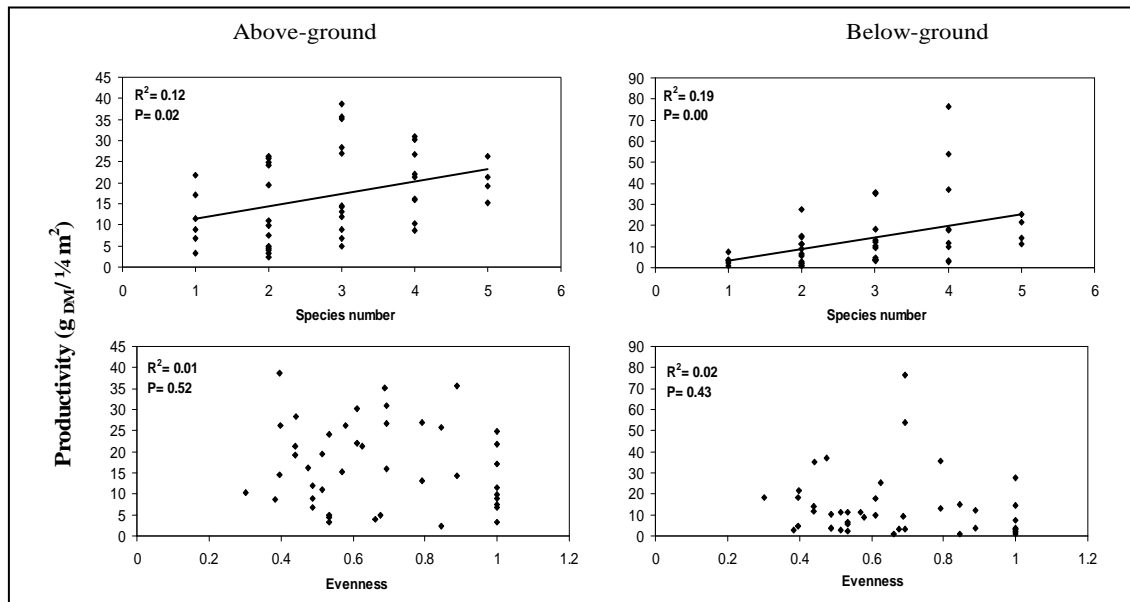 Above-ground
Below-ground
Productivity (g DM/ ¼ m²)
R²= 0.12
P= 0.02
45
40
35
30
25
20
15
10
5
0
0 1 2 3 4 5 6
Species number
R²= 0.19
P= 0.00
90
80
70
60
50
40
30
20
10
0
0 1 2 3 4 5 6
Species number
R²= 0.01
P= 0.52
45
40
35
30
25
20
15
10
5
0
0 0.2 0.4 0.6 0.8 1 1.2
Evenness
R²= 0.02
P= 0.43
90
80
70
60
50
40
30
20
10
0
0 0.2 0.4 0.6 0.8 1 1.2
Evenness